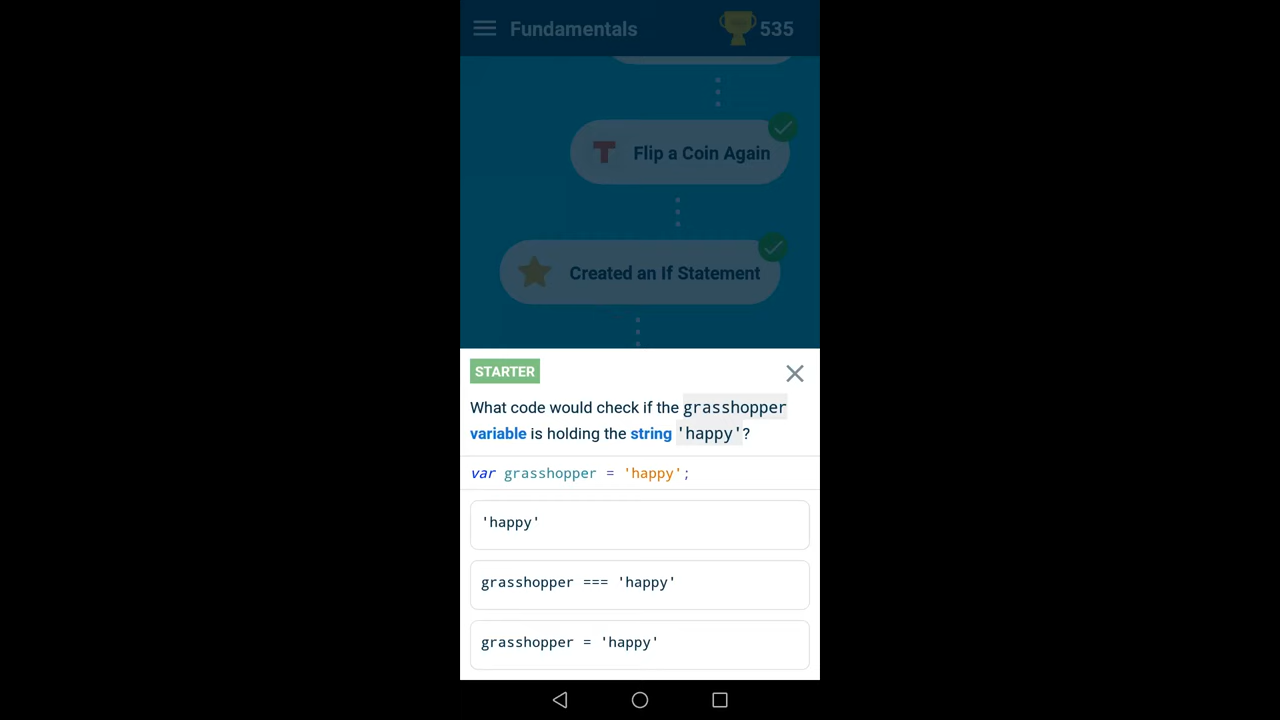 Fundamentals
535
Flip a Coin Again
Created an If Statement
STARTER
What code would check if the grasshopper
variable is holding the string 'happy'?
var grasshopper = 'happy';
'happy'
grasshopper === 'happy'
grasshopper = 'happy'